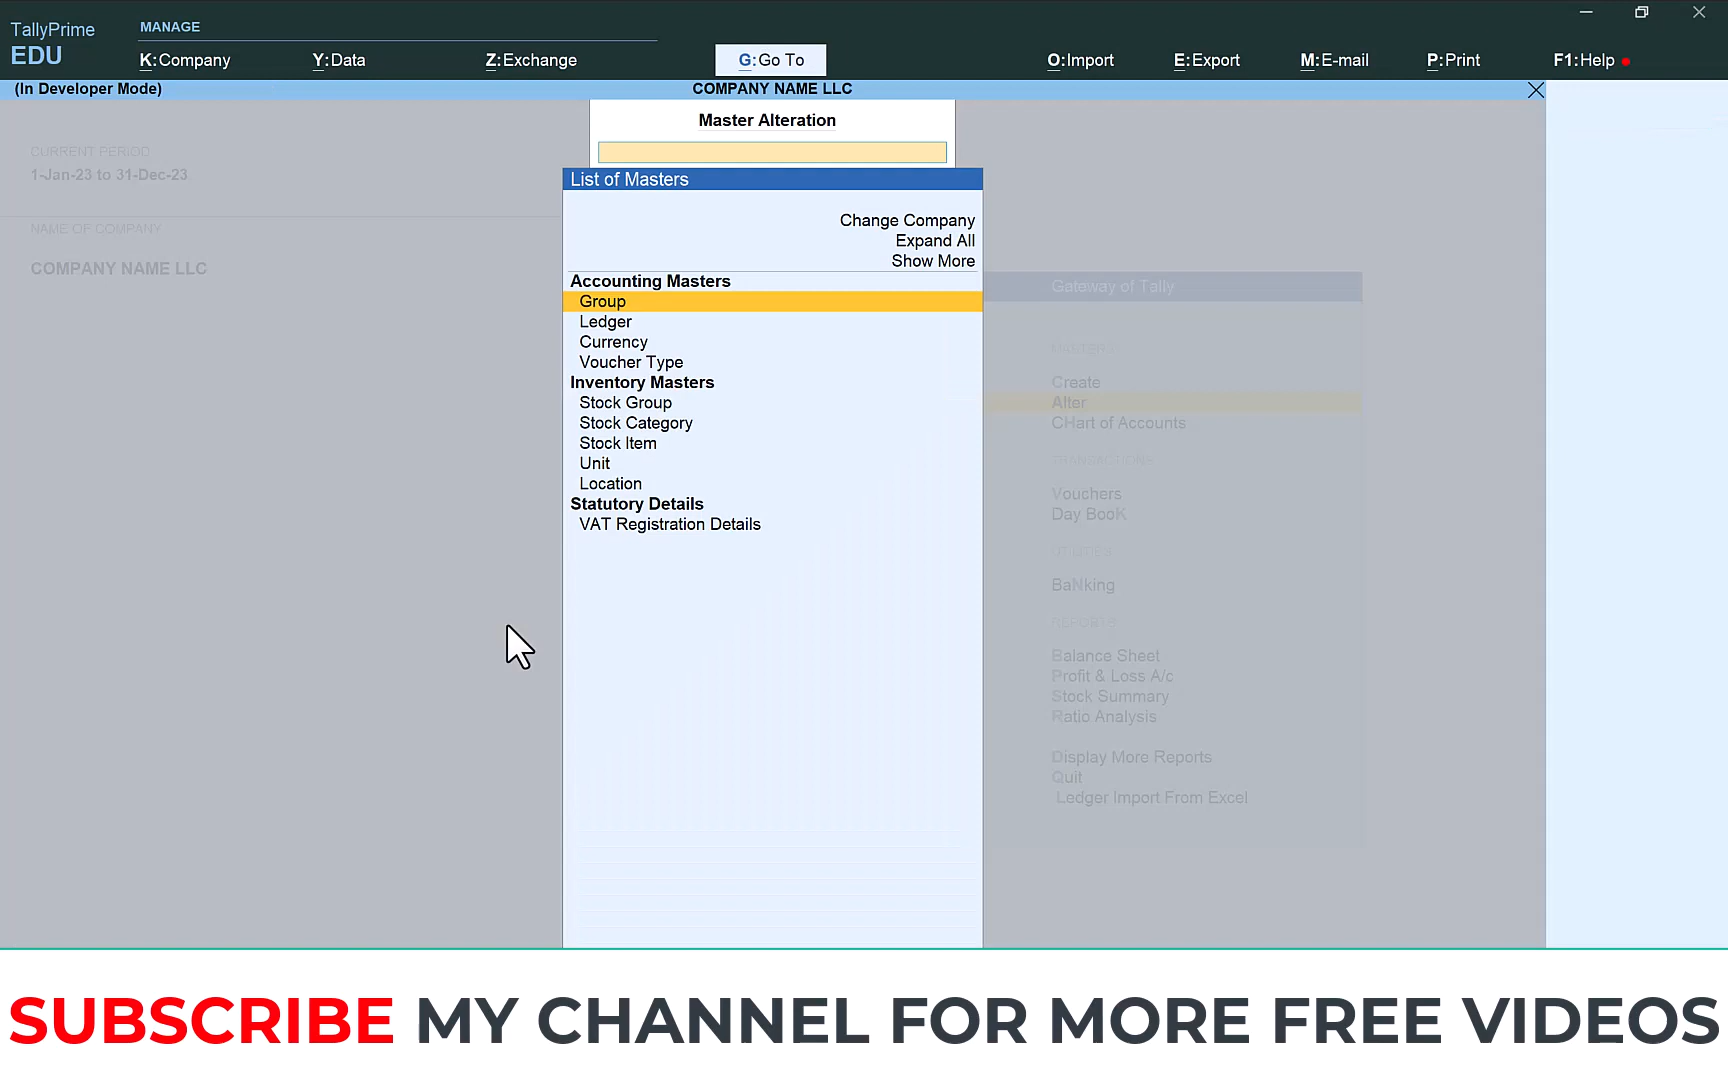 TallyPrime
EDU
MANAGE
K:Company
Y:Data
Z:Exchange
G:Go To
O:Import
E:Export
M:E-mail
P:Print
F1:Help
(In Developer Mode)
COMPANY NAME LLC
CURRENT PERIOD
1-Jan-23 to 31-Dec-23
NAME OF COMPANY
COMPANY NAME LLC
Master Alteration
List of Masters
Change Company
Expand All
Show More
Accounting Masters
Group
Ledger
Currency
Voucher Type
Inventory Masters
Stock Group
Stock Category
Stock Item
Unit
Location
Statutory Details
VAT Registration Details
Gateway of Tally
MASTERS
Create
Alter
CHart of Accounts
TRANSACTIONS
Vouchers
Day BooK
UTILITIES
BaNking
REPORTS
Balance Sheet
Profit & Loss A/c
Stock Summary
Ratio Analysis
Display More Reports
Quit
Ledger Import From Excel
SUBSCRIBE MY CHANNEL FOR MORE FREE VIDEOS